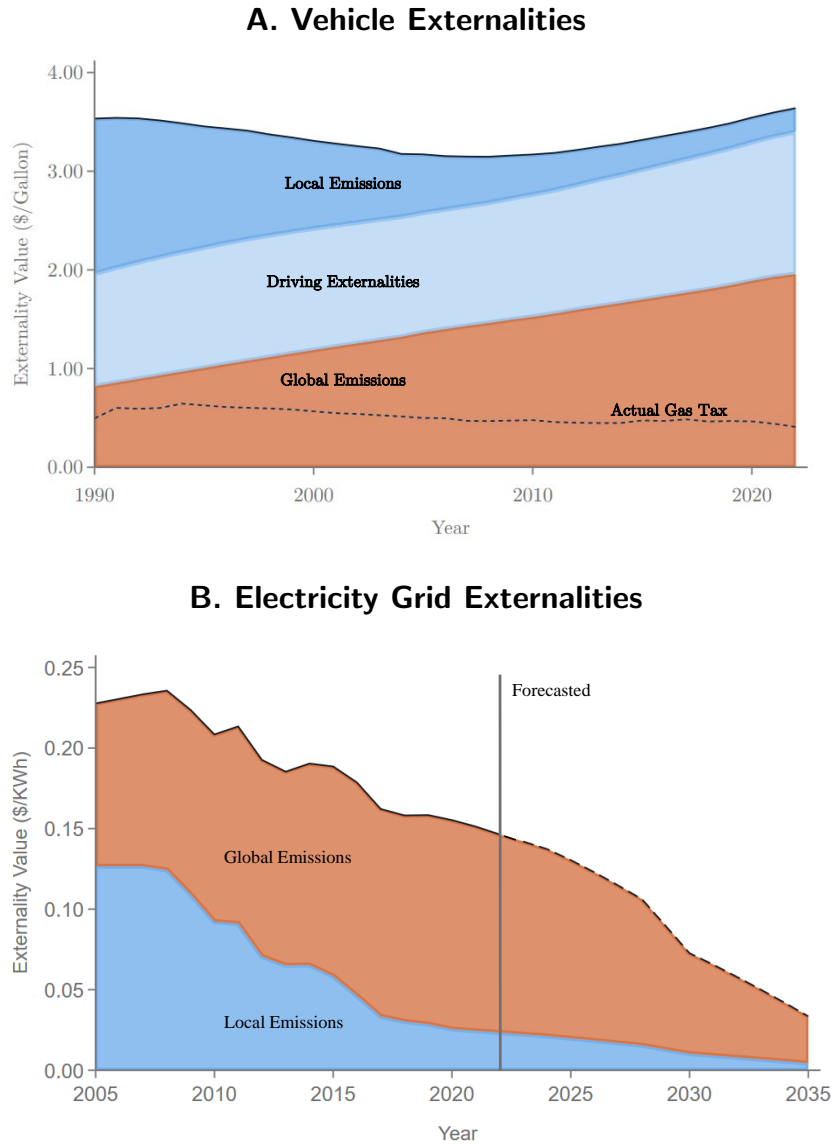 A. Vehicle Externalities
4.00
3.00
2.00
1.00
0.00
Externality Value ($/Gallon)
Local Emissions
Driving Externalities
Global Emissions
Actual Gas Tax
1990 2000 2010 2020
Year
B. Electricity Grid Externalities
0.25
0.20
0.15
0.10
0.05
0.00
Externality Value ($/KWh)
Forecasted
Global Emissions
Local Emissions
2005 2010 2015 2020 2025 2030 2035
Year